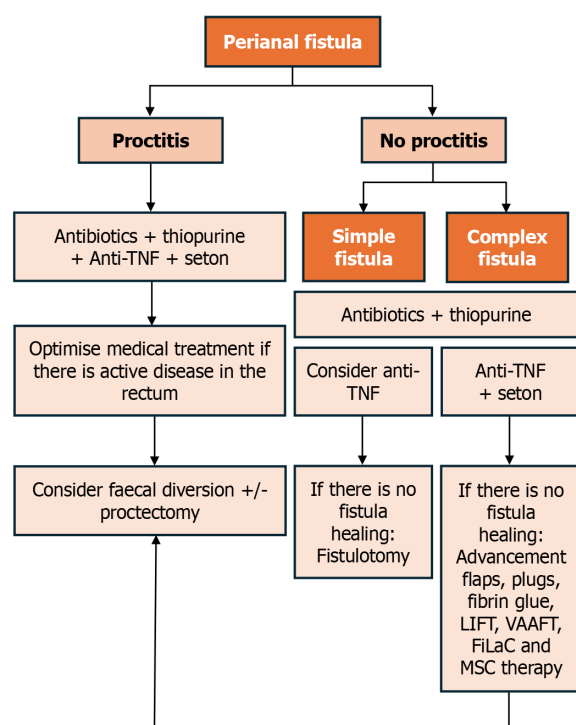 Perianal fistula
Proctitis
No proctitis
Antibiotics + thiopurine
+ Anti-TNF + seton
Simple
fistula
Complex
fistula
Antibiotics + thiopurine
Optimise medical treatment if
there is active disease in the
rectum
Consider anti-
TNF
Anti-TNF
+ seton
Consider faecal diversion +/-
proctectomy
If there is no
fistula
healing:
Fistulotomy
If there is no
fistula
healing:
Advancement
flaps, plugs,
fibrin glue,
LIFT, VAAFT,
FiLaC and
MSC therapy